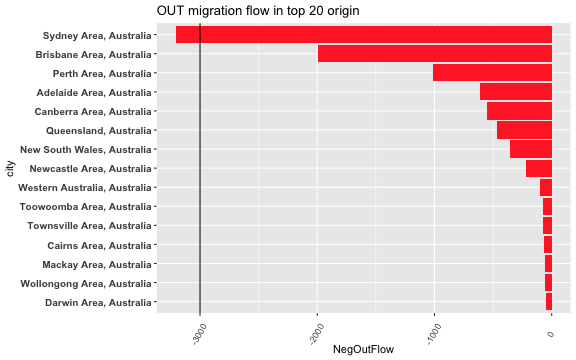 OUT migration flow in top 20 origin
Sydney Area, Australia
Brisbane Area, Australia
Perth Area, Australia
Adelaide Area, Australia
Canberra Area, Australia
Queensland, Australia
New South Wales, Australia
Newcastle Area, Australia
Western Australia, Australia
Toowoomba Area, Australia
Townsville Area, Australia
Cairns Area, Australia
Mackay Area, Australia
Wollongong Area, Australia
Darwin Area, Australia
city
-3000
-2000
-1000
0
NegOutFlow